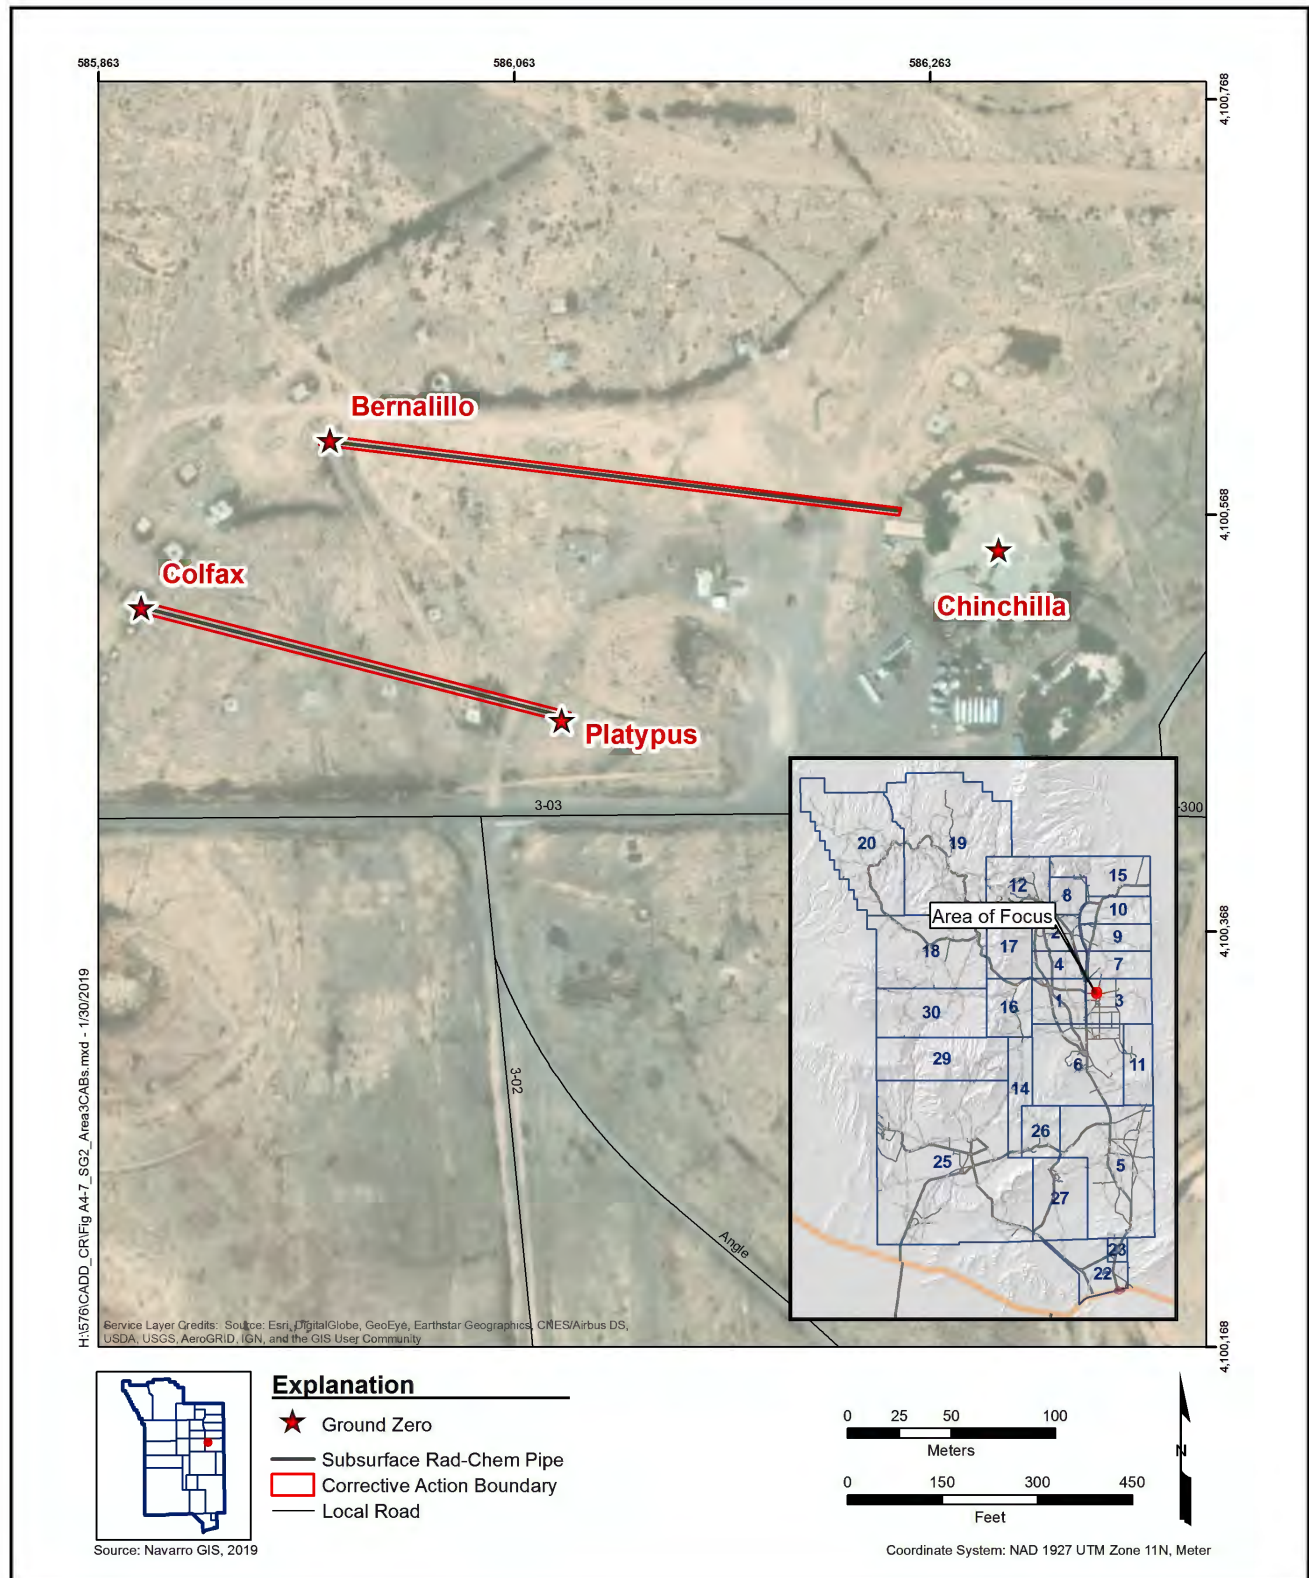 585,863
586,063
586,263
4,100,768
Bernalillo
4,100,568
Colfax
Chinchilla
Platypus
3-03
-300
20
19
15
12
8
10
Area of Focus
2
9
17
18
4
7
4,100,368
1
3
16
30
29
6
11
14
3-02
26
25
5
27
Angle
23
22
H:\576\CADD_CR\Fig A4-7_SG2_Area3CABs.mxd - 1/30/2019
Service Layer Credits: Source: Esri, DigitalGlobe, GeoEye, Earthstar Geographics, CNES/Airbus DS,
USDA, USGS, AeroGRID, IGN, and the GIS User Community
4,100,168
Explanation
Ground Zero
Subsurface Rad-Chem Pipe
Corrective Action Boundary
Local Road
0 25 50 100
Meters
0 150 300 450
Feet
N
Source: Navarro GIS, 2019
Coordinate System: NAD 1927 UTM Zone 11N, Meter